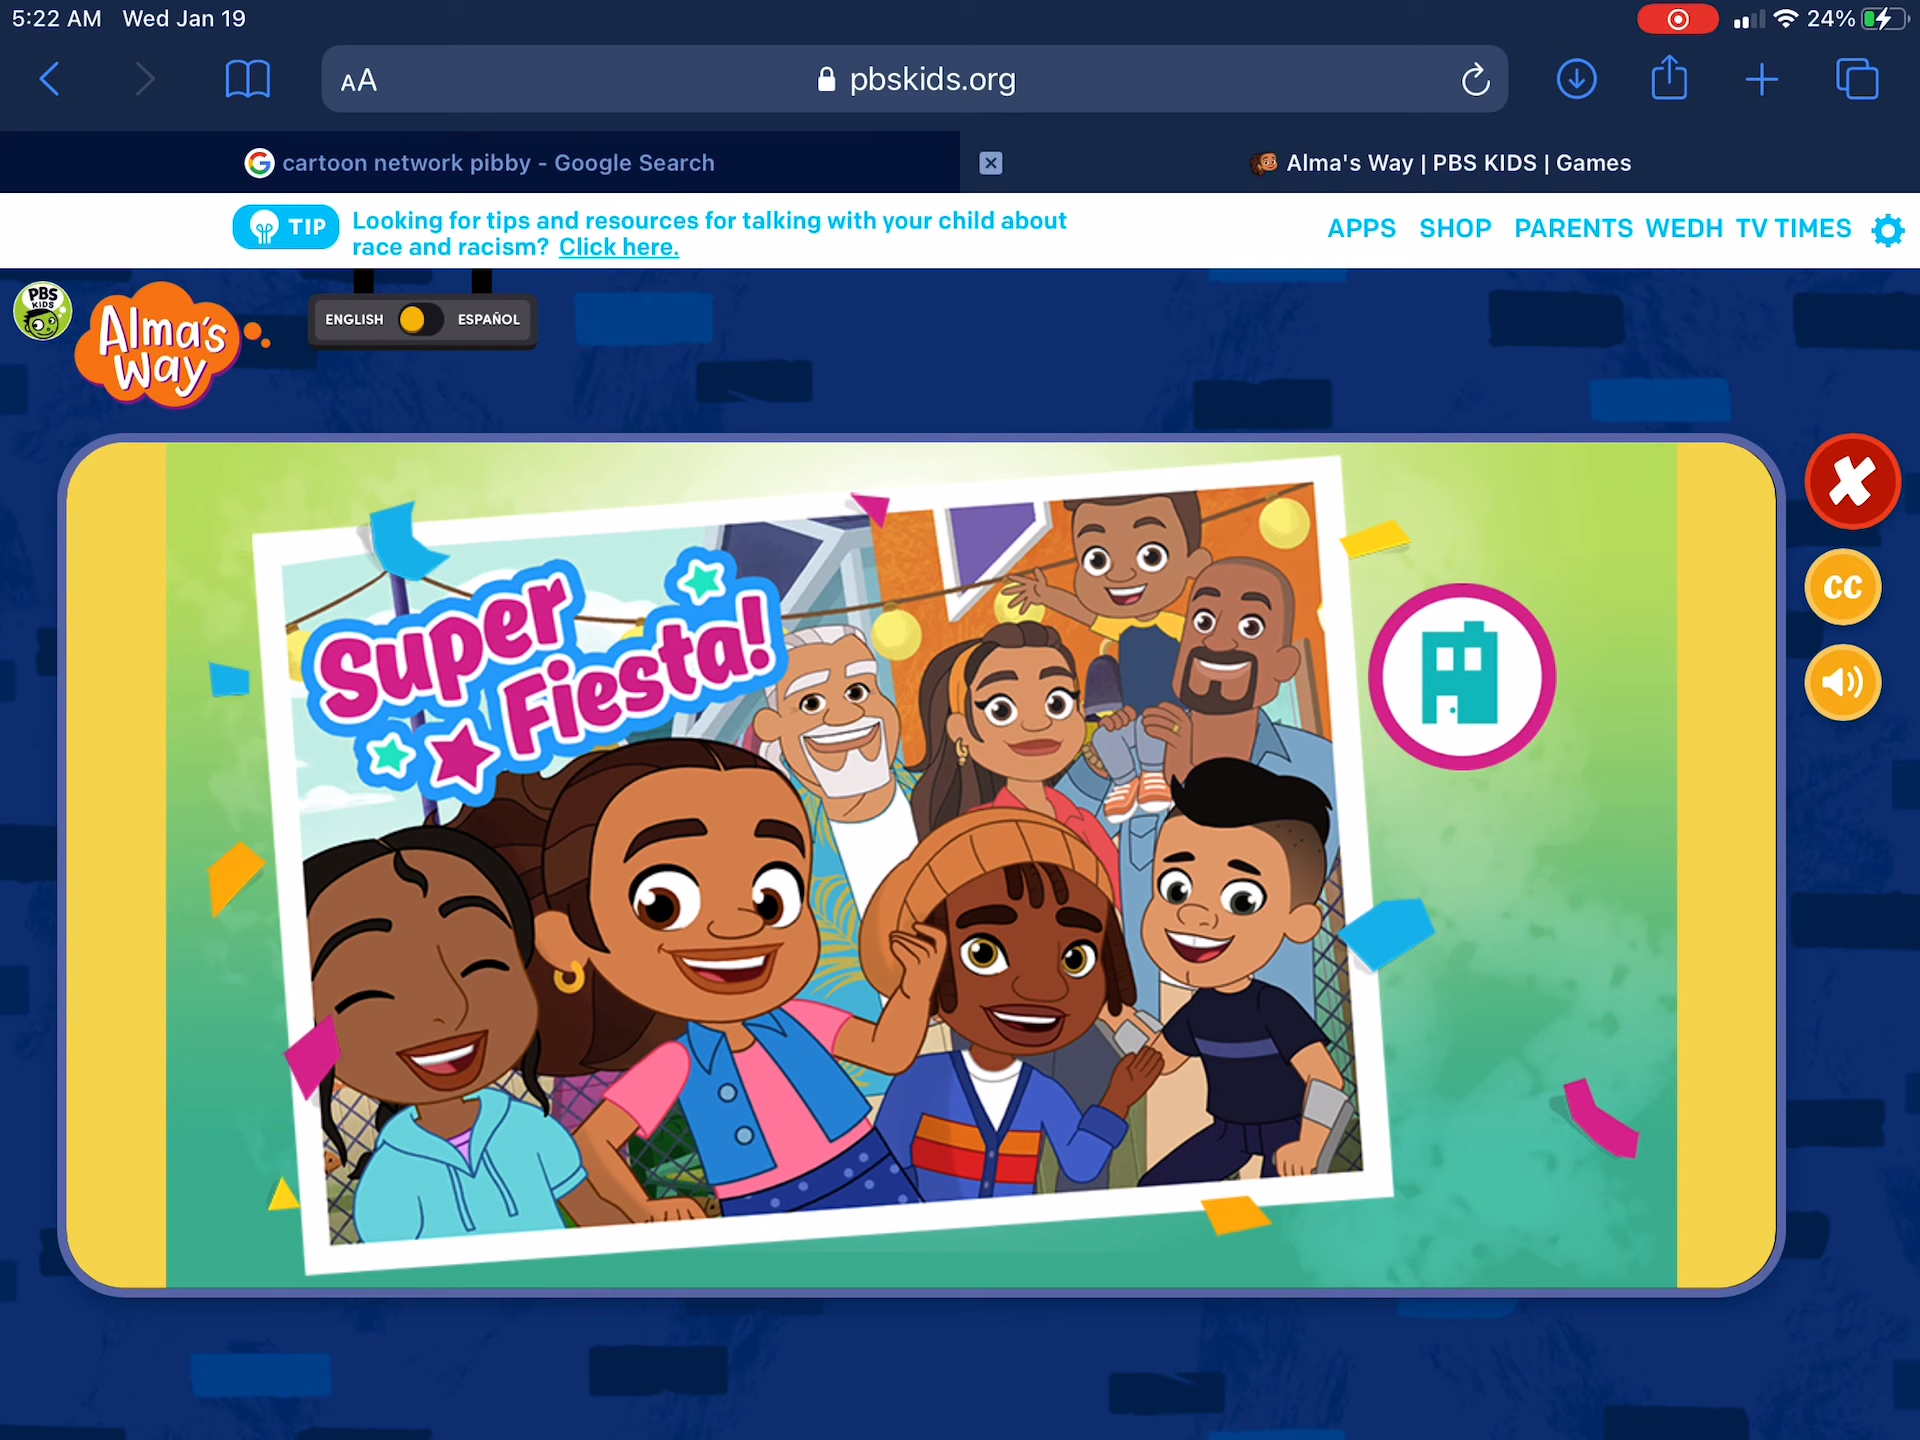 5:22 AM Wed Jan 19
24%
AA
pbskids.org
cartoon network pibby - Google Search
Alma's Way | PBS KIDS | Games
TIP
Looking for tips and resources for talking with your child about
race and racism? Click here.
APPS SHOP PARENTS WEDH TV TIMES
PBS
KIDS
Alma's
Way
ENGLISH
ESPAÑOL
Super
Fiesta!
CC